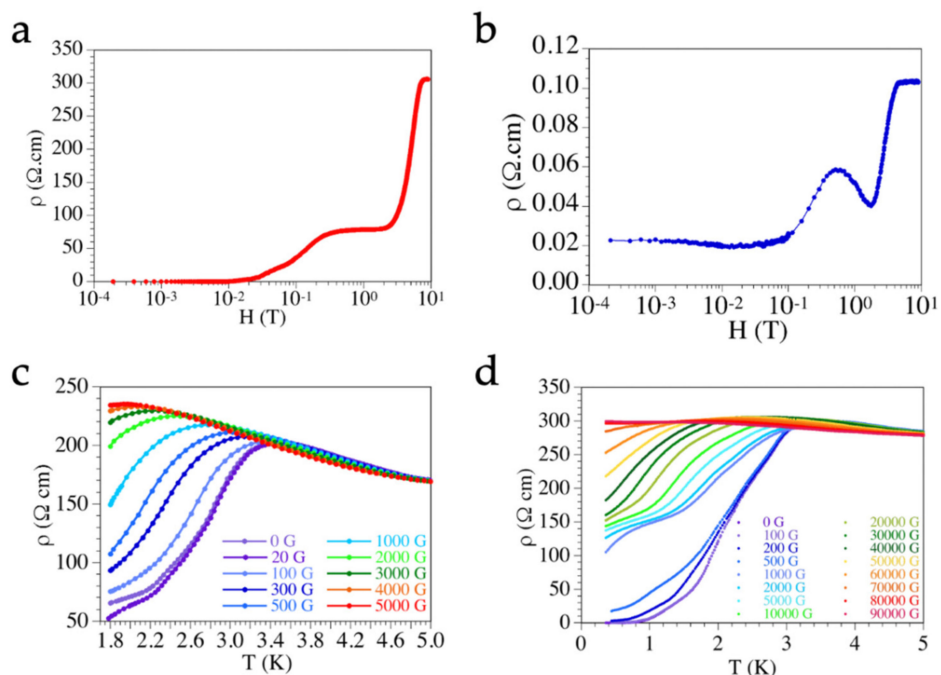 a
350
300
250
200
150
100
50
0
ρ (Ω.cm)
10⁻⁴ 10⁻³ 10⁻² 10⁻¹ 10⁰ 10¹
H (T)
b
0.12
0.10
0.08
0.06
0.04
0.02
0.00
ρ (Ω.cm)
10⁻⁴ 10⁻³ 10⁻² 10⁻¹ 10⁰ 10¹
H (T)
c
250
200
150
100
50
ρ (Ω cm)
0 G 1000 G
20 G 2000 G
100 G 3000 G
300 G 4000 G
500 G 5000 G
1.8 2.2 2.6 3.0 3.4 3.8 4.2 4.6 5.0
T (K)
d
350
300
250
200
150
100
50
0
ρ (Ω cm)
0 G 20000 G
100 G 30000 G
200 G 40000 G
500 G 50000 G
1000 G 60000 G
2000 G 70000 G
5000 G 80000 G
10000 G 90000 G
0 1 2 3 4 5
T (K)